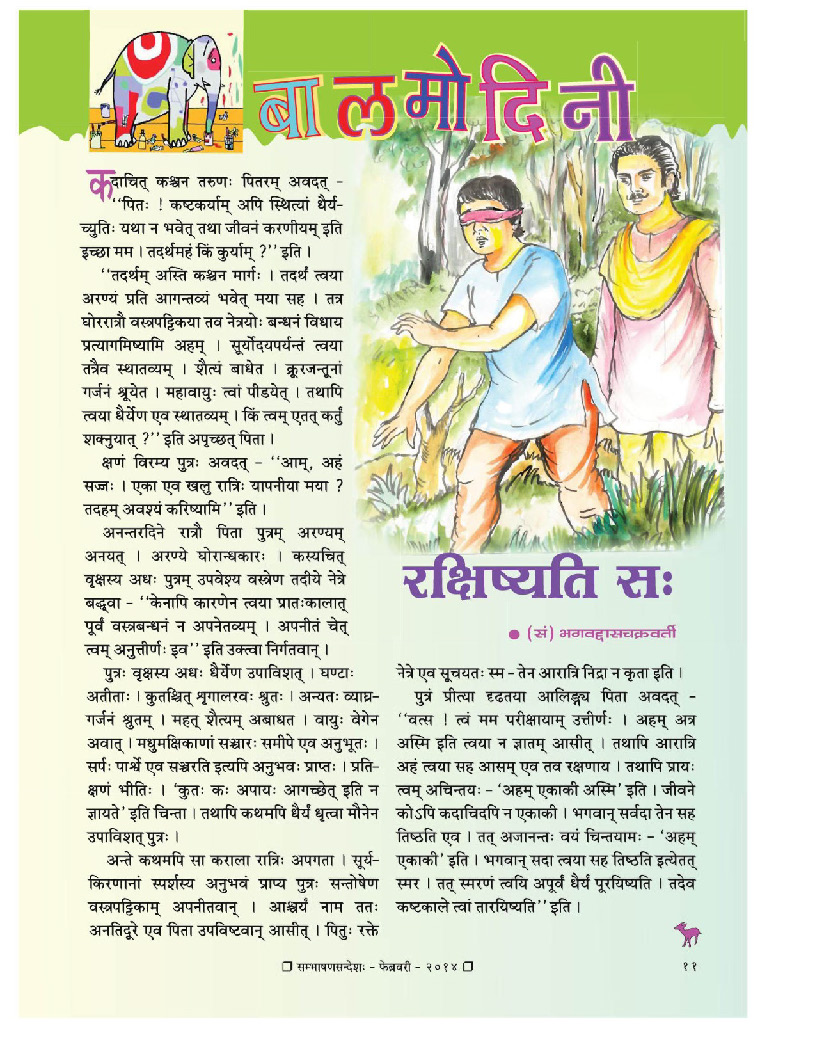 बालमोदिनी
कदाचित् कश्चन तरुणः पितरम् अवदत् -
‘‘पितः ! कष्टकर्याम् अपि स्थित्यां धैर्य-
च्युतिः यथा न भवेत् तथा जीवनं करणीयम् इति
इच्छा मम । तदर्थमहं किं कुर्याम् ?’’ इति ।
‘‘तदर्थम् अस्ति कश्चन मार्गः । तदर्थं त्वया
अरण्यं प्रति आगन्तव्यं भवेत् मया सह । तत्र
घोररात्रौ वस्त्रपट्टिकया तव नेत्रयोः बन्धनं विधाय
प्रत्यागमिष्यामि अहम् । सूर्योदयपर्यन्तं त्वया
तत्रैव स्थातव्यम् । शैत्यं बाधेत । क्रूरजन्तूनां
गर्जनं श्रूयेत । महावायुः त्वां पीडयेत् । तथापि
त्वया धैर्येण एव स्थातव्यम् । किं त्वम् एतत् कर्तुं
शक्नुयात् ?’’ इति अपृच्छत् पिता ।
क्षणं विरम्य पुत्रः अवदत् - ‘‘आम्, अहं
सज्जः । एका एव खलु रात्रिः यापनीया मया ?
तदहम् अवश्यं करिष्यामि’’ इति ।
अनन्तरदिने रात्रौ पिता पुत्रम् अरण्यम्
अनयत् । अरण्ये घोरान्धकारः । कस्यचित्
वृक्षस्य अधः पुत्रम् उपवेश्य वस्त्रेण तदीये नेत्रे
बद्ध्वा - ‘‘केनापि कारणेन त्वया प्रातःकालात्
पूर्वं वस्त्रबन्धनं न अपनेतव्यम् । अपनीतं चेत्
त्वम् अनुत्तीर्णः इव’’ इति उक्त्वा निर्गतवान् ।
पुत्रः वृक्षस्य अधः धैर्येण उपाविशत् । घण्टाः
अतीताः । कुतश्चित् शृगालरवः श्रुतः । अन्यतः व्याघ्र-
गर्जनं श्रुतम् । महत् शैत्यम् अबाधत । वायुः वेगेन
अवात् । मधुमक्षिकाणां सञ्चारः समीपे एव अनुभूतः ।
सर्पः पार्श्वे एव सञ्चरति इत्यपि अनुभवः प्राप्तः । प्रति-
क्षणं भीतिः । ‘कुतः कः अपायः आगच्छेत् इति न
ज्ञायते’ इति चिन्ता । तथापि कथमपि धैर्यं धृत्वा मौनेन
उपाविशत् पुत्रः ।
अन्ते कथमपि सा कराला रात्रिः अपगता । सूर्य-
किरणानां स्पर्शस्य अनुभवं प्राप्य पुत्रः सन्तोषेण
वस्त्रपट्टिकाम् अपनीतवान् । आश्चर्यं नाम ततः
अनतिदूरे एव पिता उपविष्टवान् आसीत् । पितुः रक्ते
रक्षिष्यति सः
● (सं) भगवद्दासचक्रवर्ती
नेत्रे एव सूचयतः स्म - तेन आरात्रि निद्रा न कृता इति ।
पुत्रं प्रीत्या दृढतया आलिङ्ग्य पिता अवदत् -
‘‘वत्स ! त्वं मम परीक्षायाम् उत्तीर्णः । अहम् अत्र
अस्मि इति त्वया न ज्ञातम् आसीत् । तथापि आरात्रि
अहं त्वया सह आसम् एव तव रक्षणाय । तथापि प्रायः
त्वम् अचिन्तयः - ‘अहम् एकाकी अस्मि’ इति । जीवने
कोऽपि कदाचिदपि न एकाकी । भगवान् सर्वदा तेन सह
तिष्ठति एव । तत् अजानन्तः वयं चिन्तयामः - ‘अहम्
एकाकी’ इति । भगवान् सदा त्वया सह तिष्ठति इत्येतत्
स्मर । तत् स्मरणं त्वयि अपूर्वं धैर्यं पूरयिष्यति । तदेव
कष्टकाले त्वां तारयिष्यति’’ इति ।
❐ सम्भाषणसन्देशः - फेब्रवरी - २०१४ ❐
११